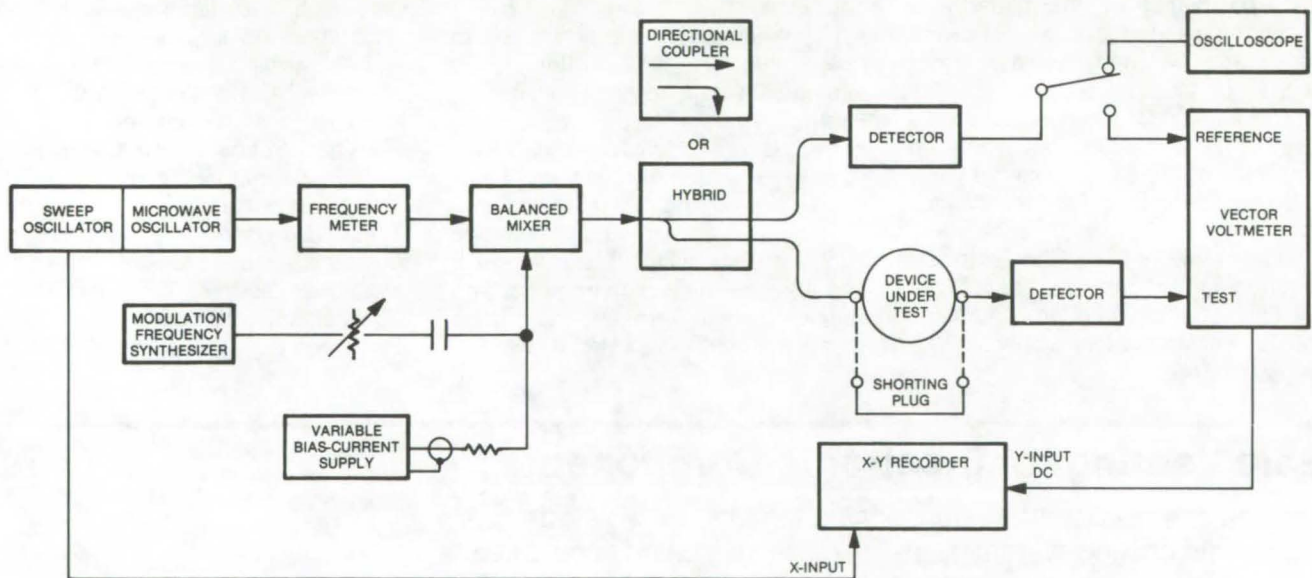 DIRECTIONAL
COUPLER
OR
HYBRID
DETECTOR
OSCILLOSCOPE
REFERENCE
VECTOR
VOLTMETER
TEST
SWEEP
OSCILLATOR
MICROWAVE
OSCILLATOR
FREQUENCY
METER
BALANCED
MIXER
DEVICE
UNDER
TEST
DETECTOR
MODULATION
FREQUENCY
SYNTHESIZER
SHORTING
PLUG
VARIABLE
BIAS-CURRENT
SUPPLY
X-Y RECORDER
Y-INPUT
DC
X-INPUT